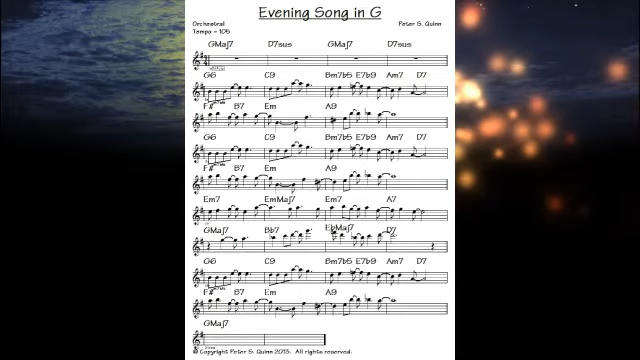 Evening Song in G
Orchestral Peter S. Quinn
Tempo = 105
GMaj7 D7sus GMaj7 D7sus
G6 C9 Bm7b5 E7b9 Am7 D7
F# B7 Em A9
G6 C9 Bm7b5 E7b9 Am7 D7
F# B7 Em A9
Em7 EmMaj7 Em7 A7
GMaj7 Bb7 EbMaj7 D7
G6 C9 Bm7b5 E7b9 Am7 D7
F# B7 Em A9
GMaj7
© Copyright Peter S. Quinn 2013. All rights reserved.